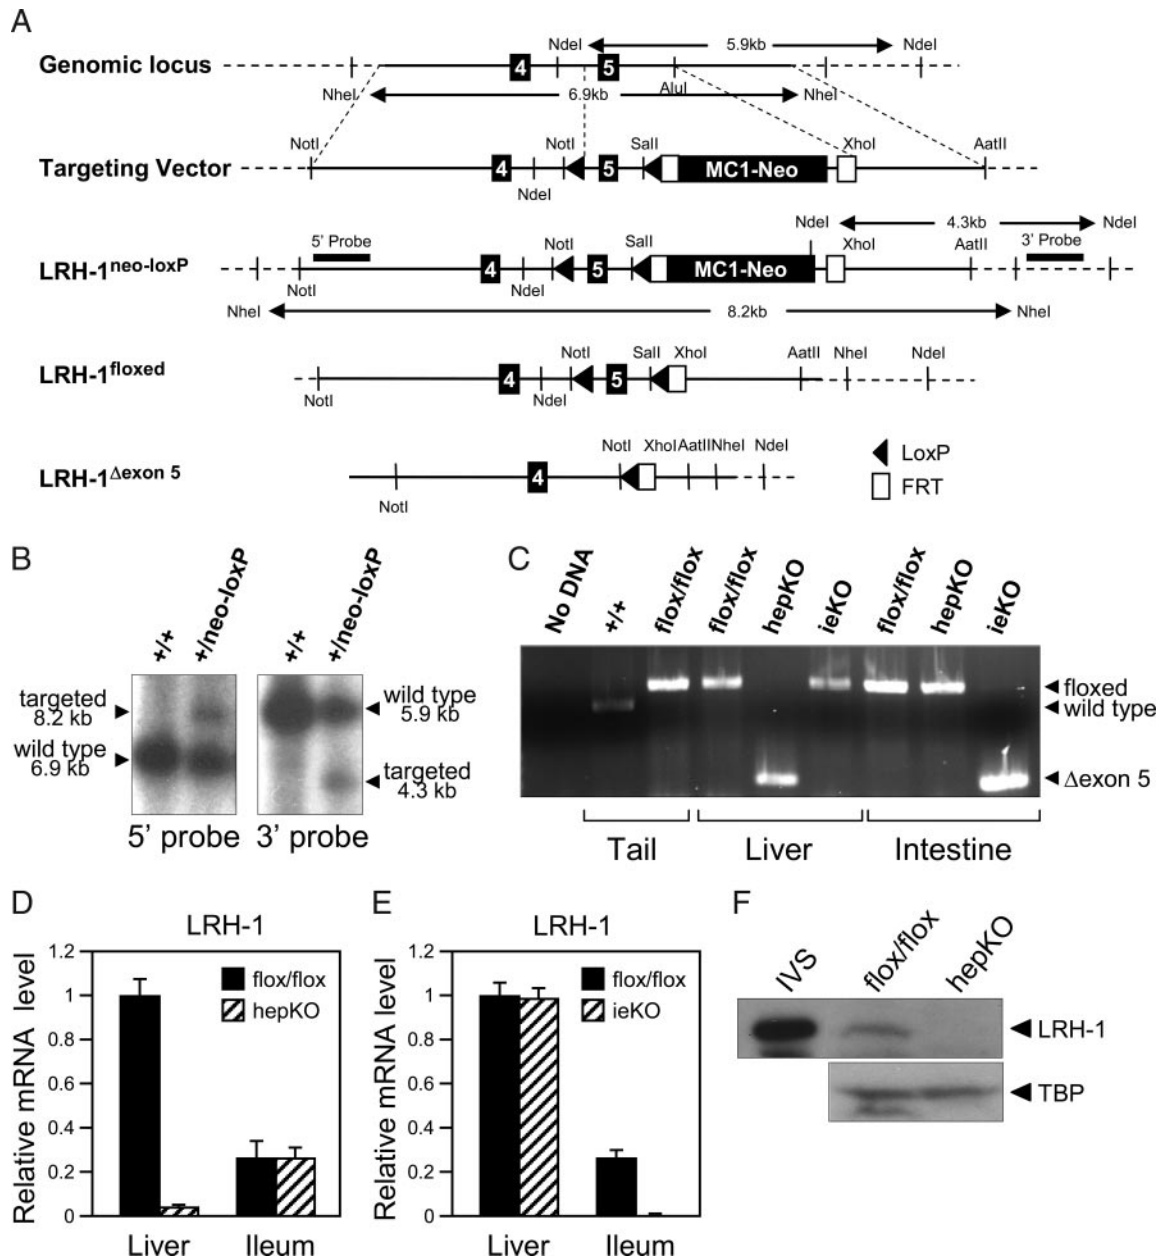 A
Genomic locus
NdeI
5.9kb
NdeI
4
5
NheI
6.9kb
AluI
NheI
Targeting Vector
NotI
NotI
SalI
XhoI
AatII
4
5
MC1-Neo
NdeI
LRH-1neo-loxP
5’ Probe
NdeI
4.3kb
NdeI
NotI
SalI
XhoI
AatII
3’ Probe
4
5
MC1-Neo
NotI
NdeI
NheI
8.2kb
NheI
LRH-1floxed
NotI
SalI
XhoI
AatII
NheI
NdeI
4
5
NotI
NdeI
LRH-1Δexon 5
NotI
XhoI
AatII
NheI
NdeI
4
NotI
LoxP
FRT
B
+/+
+/neo-loxP
+/+
+/neo-loxP
targeted
8.2 kb
wild type
6.9 kb
wild type
5.9 kb
targeted
4.3 kb
5’ probe
3’ probe
C
No DNA
+/+
flox/flox
flox/flox
hepKO
ieKO
flox/flox
hepKO
ieKO
floxed
wild type
Δexon 5
Tail
Liver
Intestine
D
LRH-1
Relative mRNA level
1.2
1
0.8
0.6
0.4
0.2
0
flox/flox
hepKO
Liver
Ileum
E
LRH-1
Relative mRNA level
1.2
1
0.8
0.6
0.4
0.2
0
flox/flox
ieKO
Liver
Ileum
F
IVS
flox/flox
hepKO
LRH-1
TBP